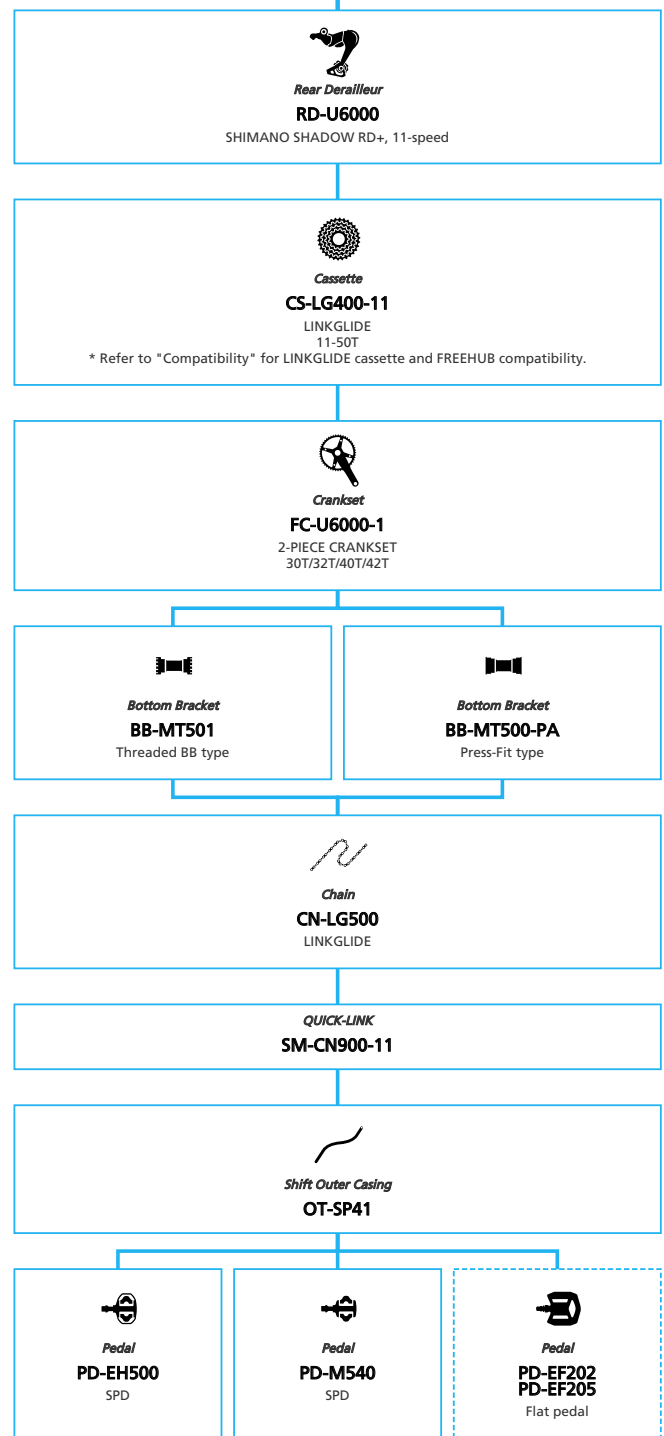 Rear Derailleur
RD-U6000
SHIMANO SHADOW RD+, 11-speed
Cassette
CS-LG400-11
LINKGLIDE
11-50T
* Refer to "Compatibility" for LINKGLIDE cassette and FREEHUB compatibility.
Crankset
FC-U6000-1
2-PIECE CRANKSET
30T/32T/40T/42T
Bottom Bracket
BB-MT501
Threaded BB type
Bottom Bracket
BB-MT500-PA
Press-Fit type
Chain
CN-LG500
LINKGLIDE
QUICK-LINK
SM-CN900-11
Shift Outer Casing
OT-SP41
Pedal
PD-EH500
SPD
Pedal
PD-M540
SPD
Pedal
PD-EF202
PD-EF205
Flat pedal